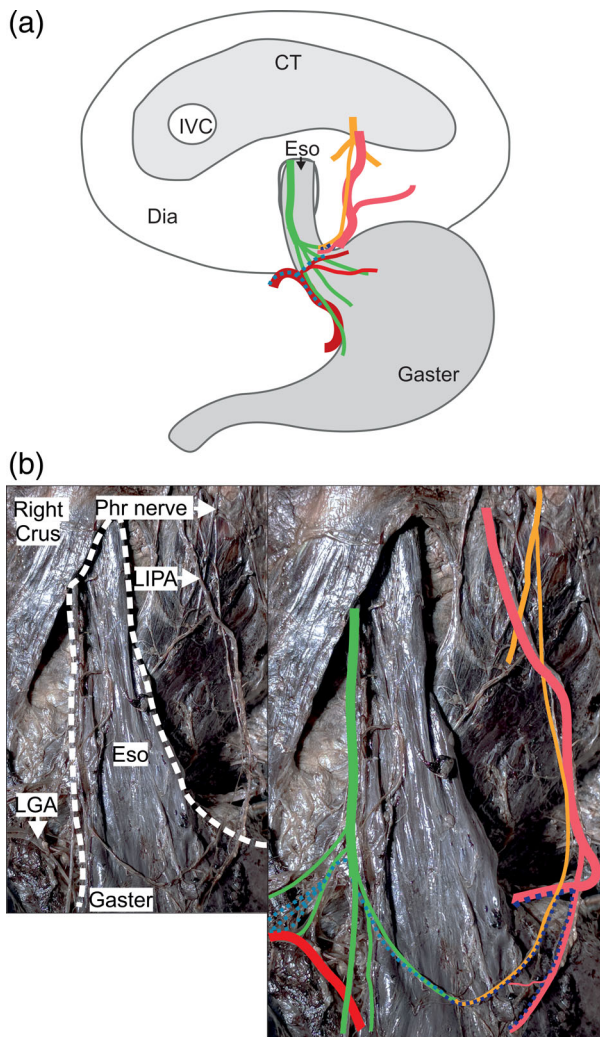 (a)
CT
IVC
Eso
Dia
Gaster
(b)
Right
Crus
Phr nerve
LIPA
Eso
LGA
Gaster